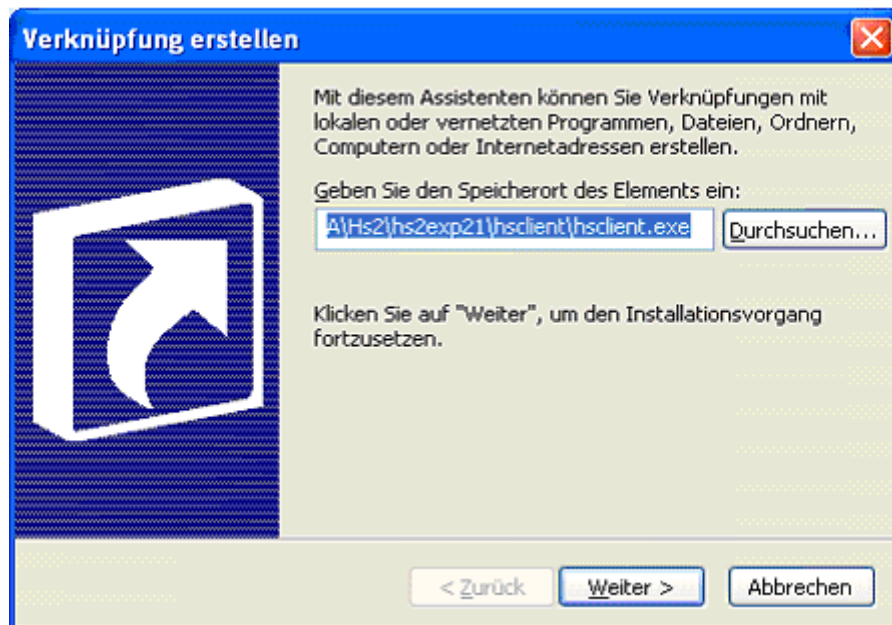 Verknüpfung erstellen
Mit diesem Assistenten können Sie Verknüpfungen mit
lokalen oder vernetzten Programmen, Dateien, Ordnern,
Computern oder Internetadressen erstellen.
Geben Sie den Speicherort des Elements ein:
A\Hs2\hs2exp21\hsclient\hsclient.exe
Durchsuchen...
Klicken Sie auf "Weiter", um den Installationsvorgang
fortzusetzen.
< Zurück Weiter > Abbrechen